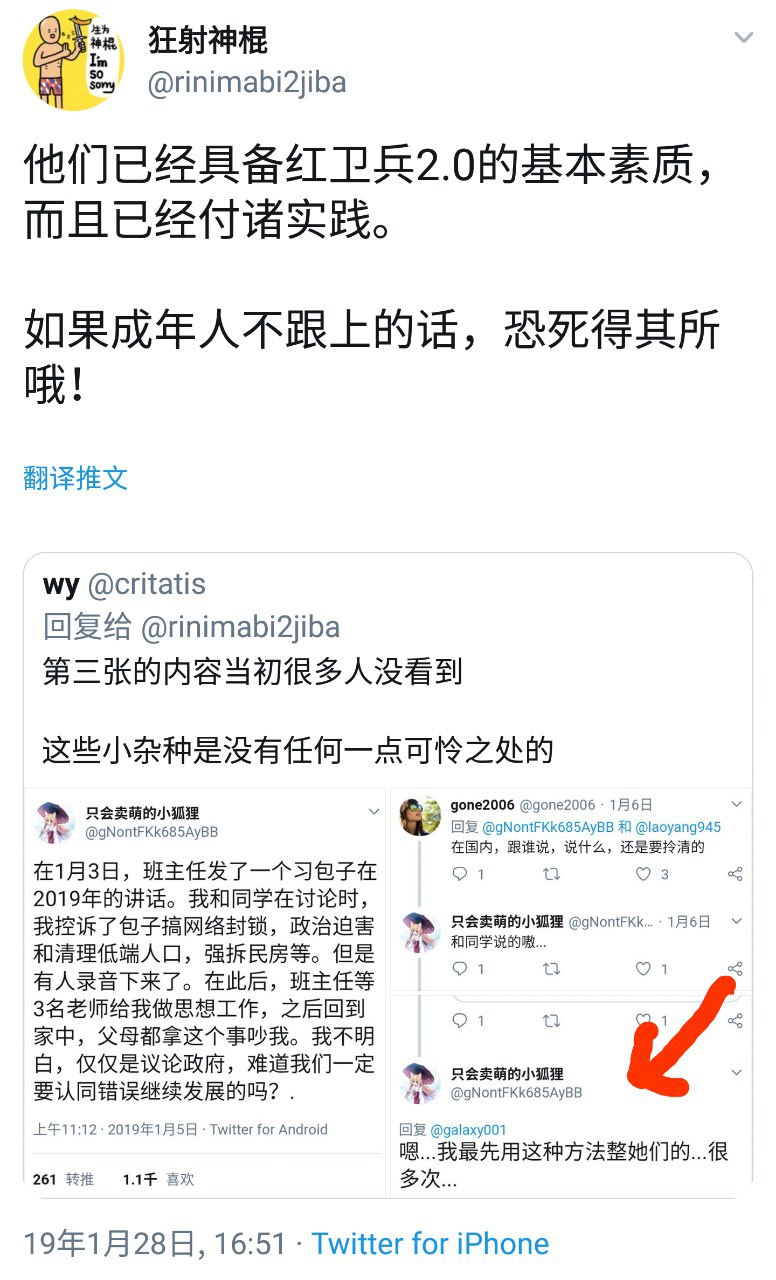 生为
神棍
I'm
so
sorry
狂射神棍
@rinimabi2jiba
他们已经具备红卫兵2.0的基本素质，
而且已经付诸实践。
如果成年人不跟上的话，恐死得其所
哦！
翻译推文
wy @critatis
回复给 @rinimabi2jiba
第三张的内容当初很多人没看到
这些小杂种是没有任何一点可怜之处的
只会卖萌的小狐狸
@gNontFKk685AyBB
在1月3日，班主任发了一个习包子在
2019年的讲话。我和同学在讨论时，
我控诉了包子搞网络封锁，政治迫害
和清理低端人口，强拆民房等。但是
有人录音下来了。在此后，班主任等
3名老师给我做思想工作，之后回到
家中，父母都拿这个事吵我。我不明
白，仅仅是议论政府，难道我们一定
要认同错误继续发展的吗？.
上午11:12 · 2019年1月5日 · Twitter for Android
261 转推 1.1千 喜欢
gone2006 @gone2006 · 1月6日
回复 @gNontFKk685AyBB 和 @laoyang945
在国内，跟谁说，说什么，还是要拎清的
1 3
只会卖萌的小狐狸 @gNontFKk... · 1月6日
和同学说的嗷...
1 1
1 1
只会卖萌的小狐狸
@gNontFKk685AyBB
回复 @galaxy001
嗯...我最先用这种方法整她们的...很
多次...
19年1月28日, 16:51 · Twitter for iPhone